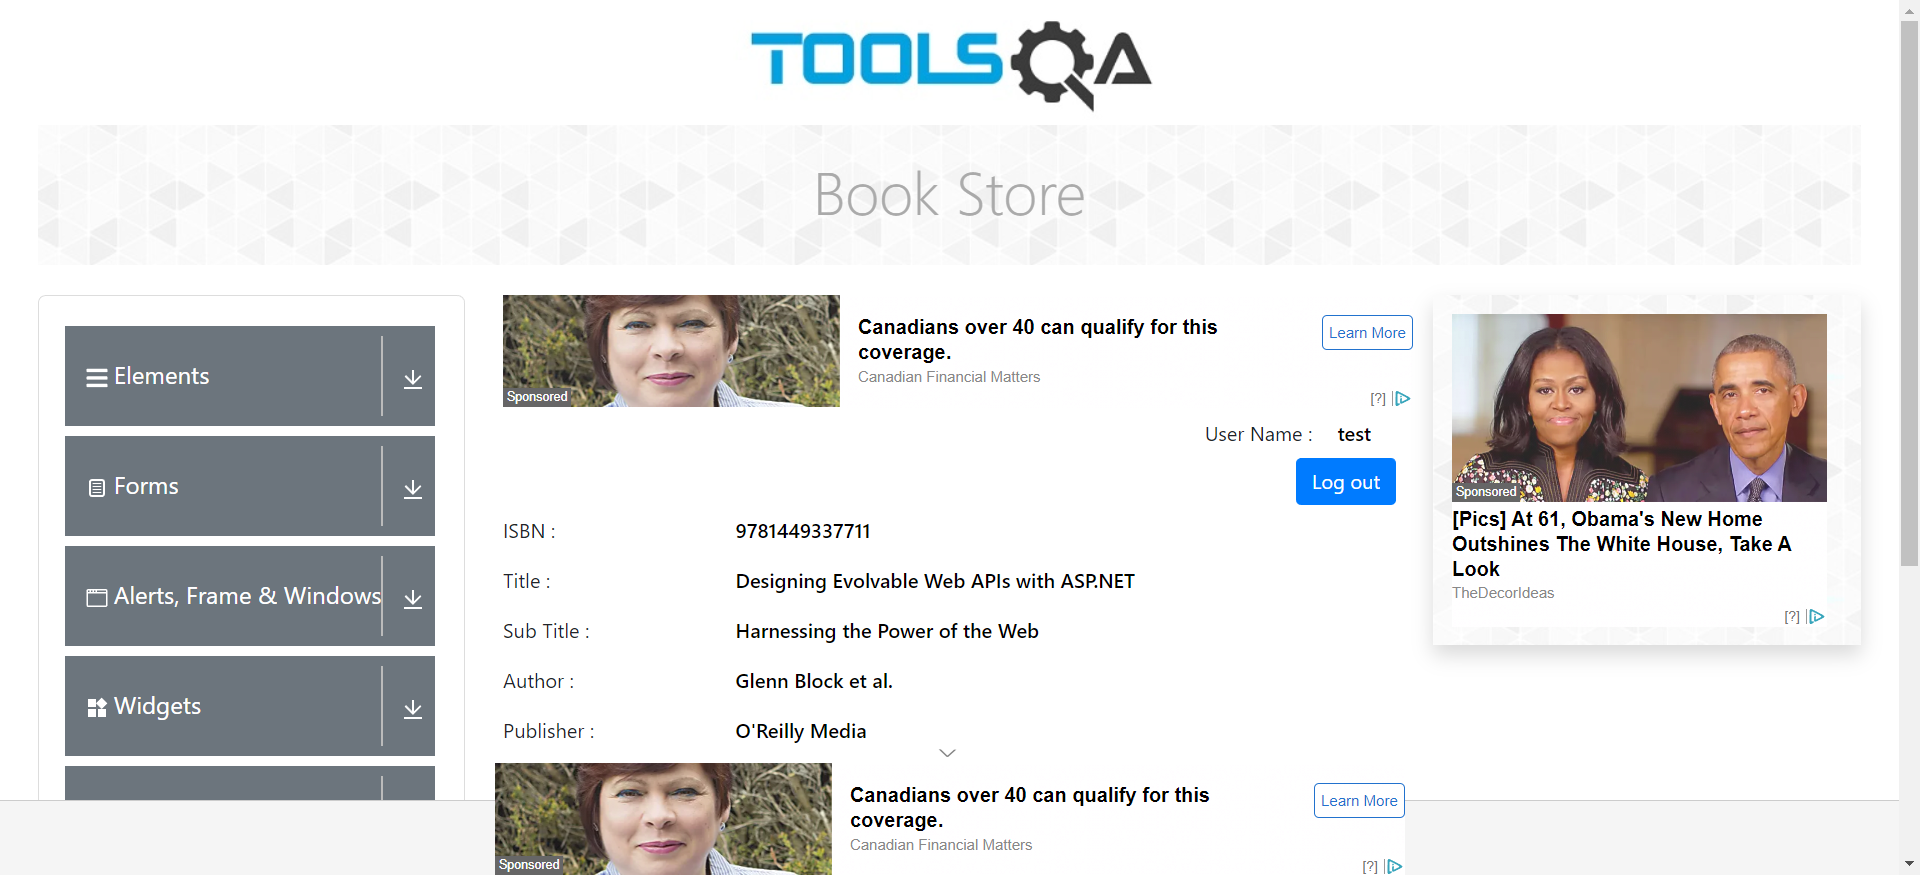 TOOLSQA
Book Store
Elements
Forms
Alerts, Frame & Windows
Widgets
Sponsored
Canadians over 40 can qualify for this
coverage.
Canadian Financial Matters
Learn More
[?]
User Name :
test
Log out
ISBN :
9781449337711
Title :
Designing Evolvable Web APIs with ASP.NET
Sub Title :
Harnessing the Power of the Web
Author :
Glenn Block et al.
Publisher :
O'Reilly Media
Sponsored
Canadians over 40 can qualify for this
coverage.
Canadian Financial Matters
Learn More
[?]
Sponsored
[Pics] At 61, Obama's New Home
Outshines The White House, Take A
Look
TheDecorIdeas
[?]